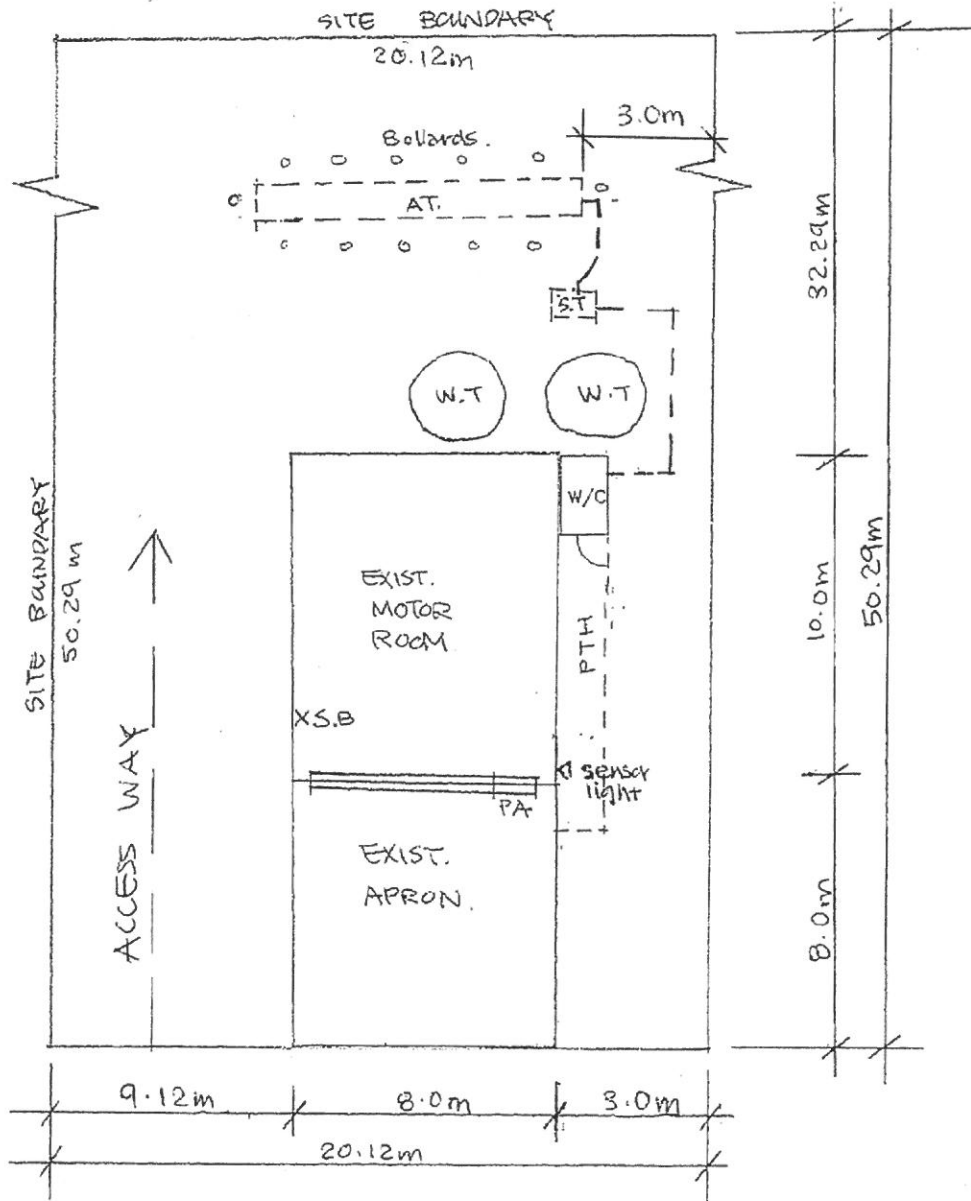 SITE BOUNDARY
20.12m
3.0m
Bollards.
AT.
32.29m
S.T
W.T
W.T
W/C
SITE BOUNDARY
50.29 m
EXIST.
MOTOR
ROOM
PTH
10.0m
50.29m
XS.B
sensor
light
PA
ACCESS WAY
EXIST.
APRON.
8.0m
9.12m
8.0m
3.0m
20.12m